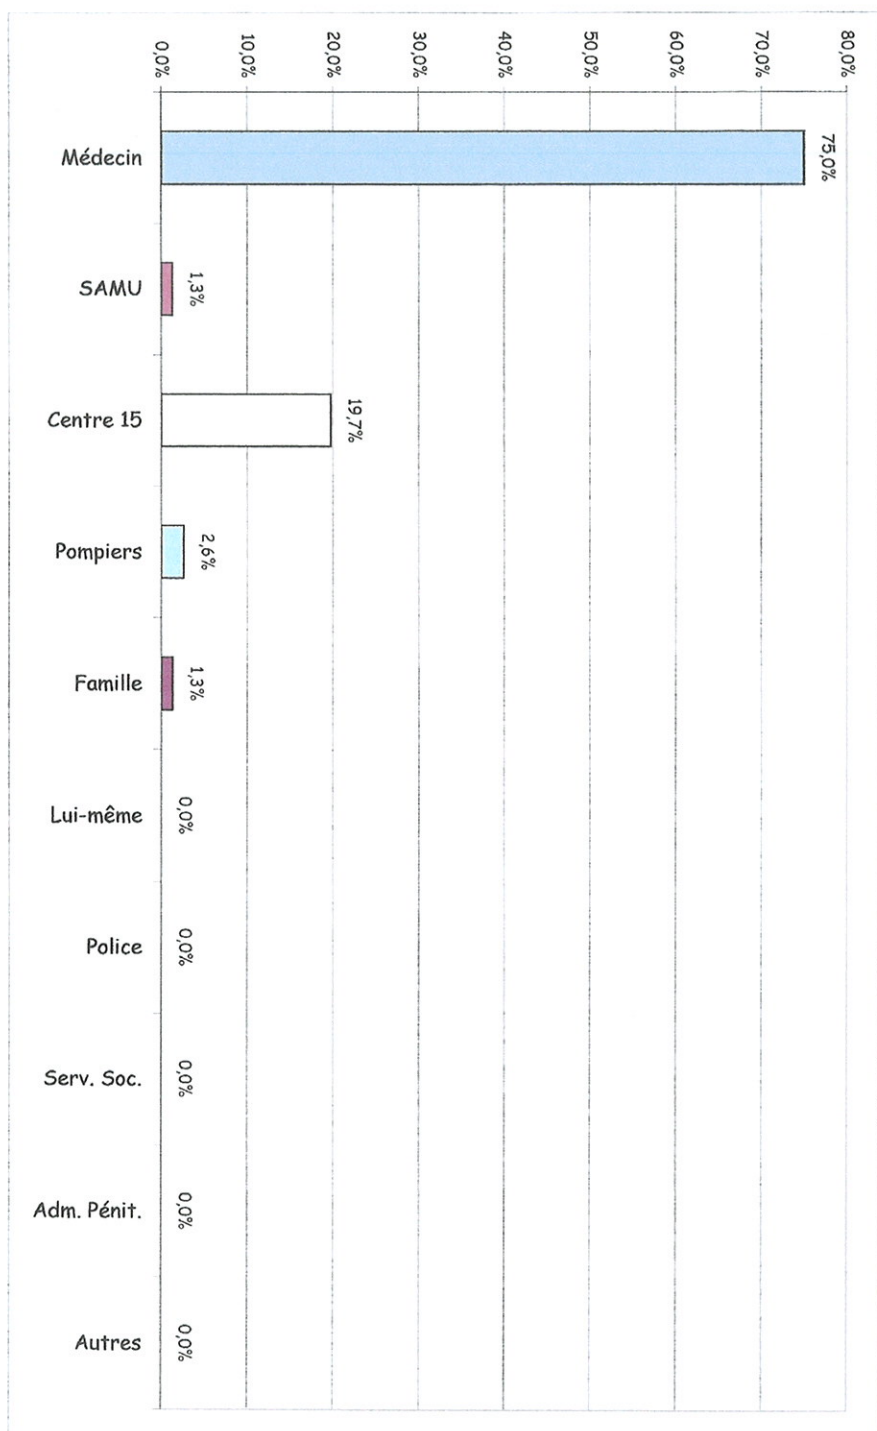 80,0%
70,0%
60,0%
50,0%
40,0%
30,0%
20,0%
10,0%
0,0%
75,0%
1,3%
19,7%
2,6%
1,3%
0,0%
0,0%
0,0%
0,0%
0,0%
Médecin
SAMU
Centre 15
Pompiers
Famille
Lui-même
Police
Serv. Soc.
Adm. Pénit.
Autres